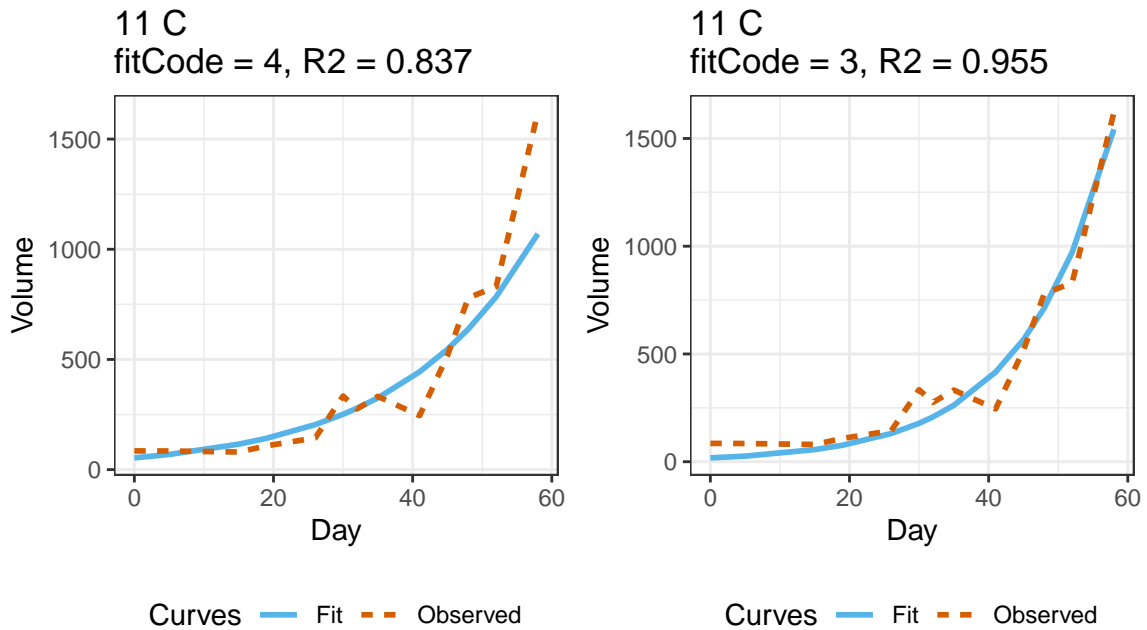 11 C
fitCode = 4, R2 = 0.837
1500
1000
500
0
Volume
0 20 40 60
Day
Curves Fit Observed
11 C
fitCode = 3, R2 = 0.955
1500
1000
500
0
Volume
0 20 40 60
Day
Curves Fit Observed